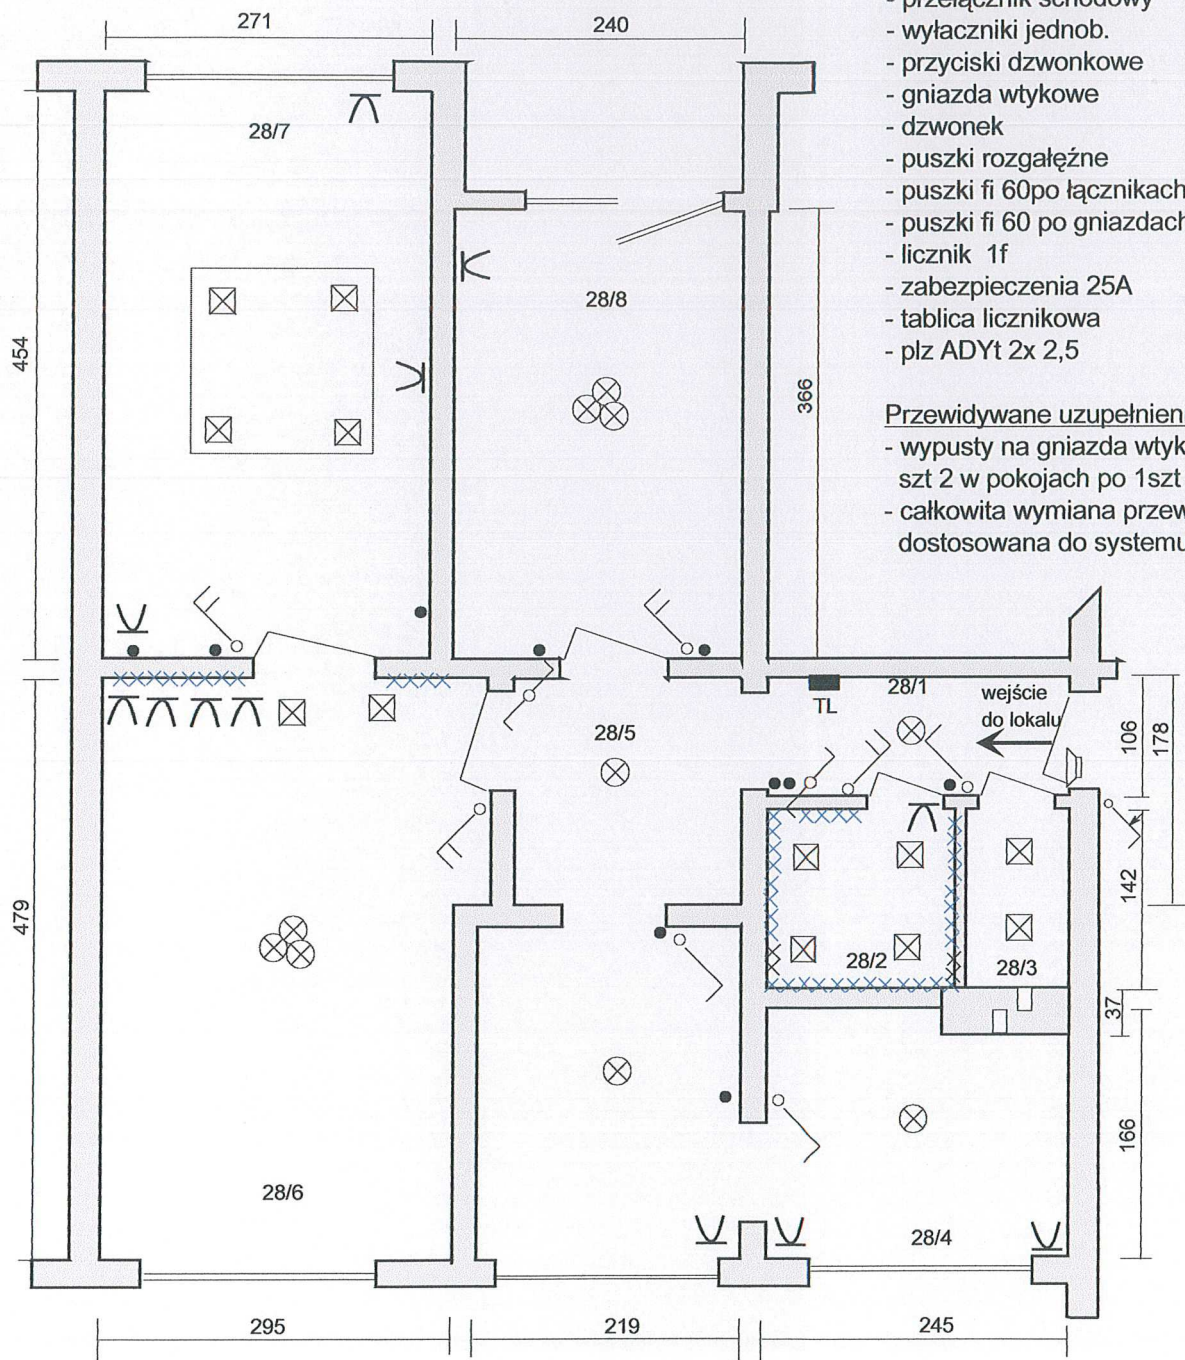 - przełącznik schodowy
- wyłaczniki jednob.
- przyciski dzwonkowe
- gniazda wtykowe
- dzwonek
- puszki rozgałęźne
- puszki fi 60po łącznikach
- puszki fi 60 po gniazdach
- licznik 1f
- zabezpieczenia 25A
- tablica licznikowa
- plz ADYt 2x 2,5
Przewidywane uzupełnien
- wypusty na gniazda wtyk
szt 2 w pokojach po 1szt
- całkowita wymiana przew
dostosowana do systemu
271
240
28/7
28/8
454
366
28/1
wejście
do lokalu
TL
28/5
106
178
479
142
28/2
28/3
37
166
28/6
28/4
295
219
245